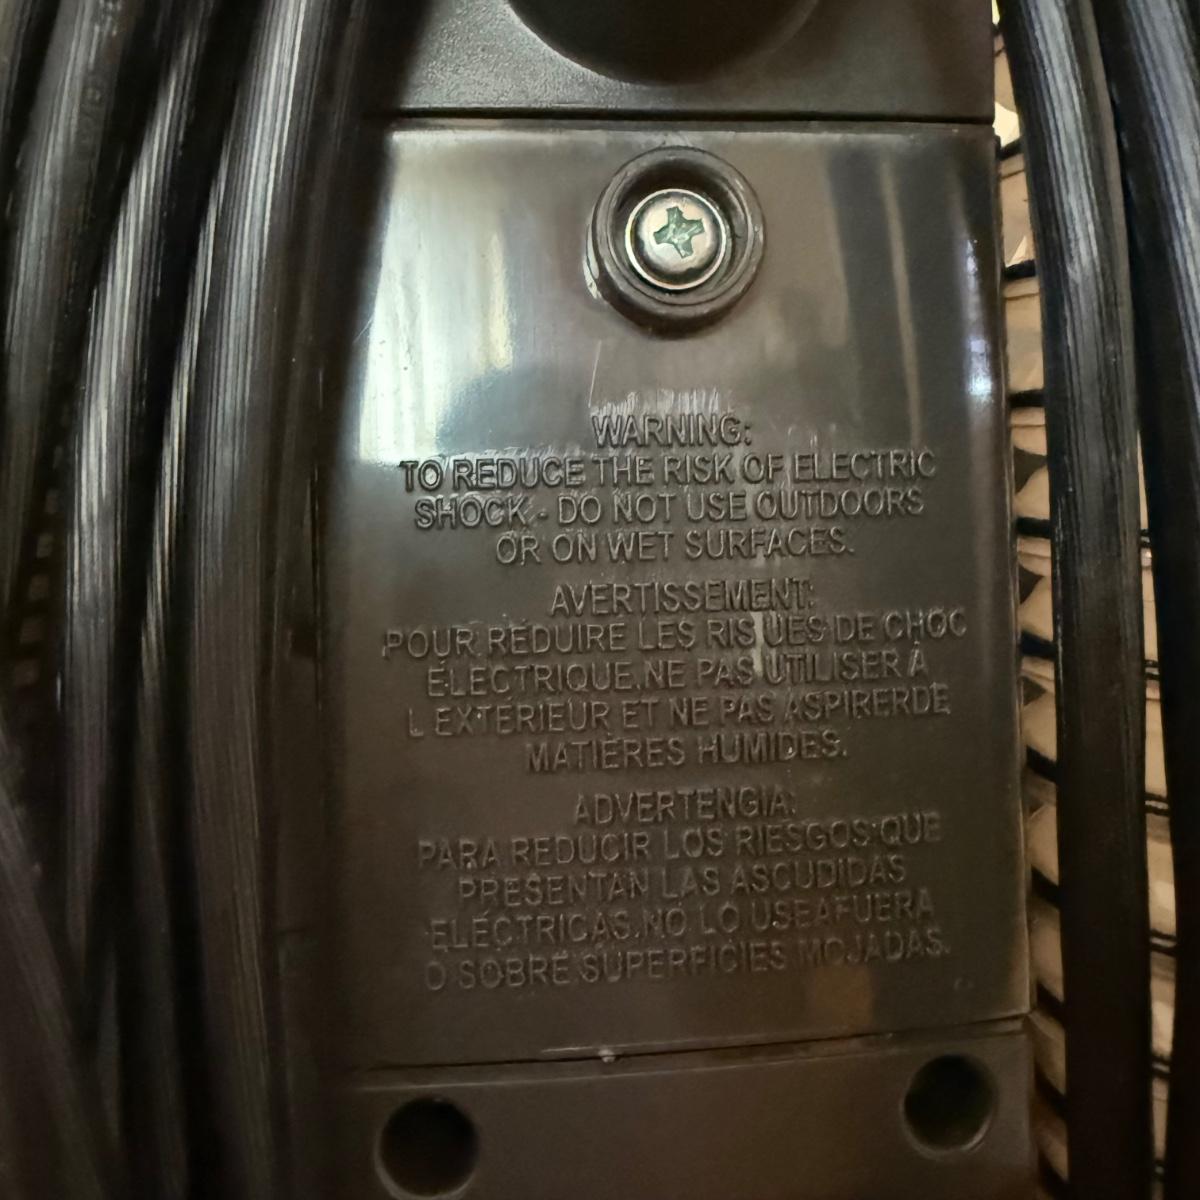 WARNING:
TO REDUCE THE RISK OF ELECTRIC
SHOCK - DO NOT USE OUTDOORS
OR ON WET SURFACES.
AVERTISSEMENT:
POUR RÉDUIRE LES RIS UES DE CHOC
ÉLECTRIQUE,NE PAS UTILISER À
L EXTÉRIEUR ET NE PAS ASPIRERDE
MATIÈRES HUMIDES.
ADVERTENGIA:
PARA REDUCIR LOS RIESGOS QUE
PRESENTAN LAS ASCUDIDAS
ELÉCTRICAS.NO LO USEAFUERA
O SOBRE SUPERFICIES MOJADAS.